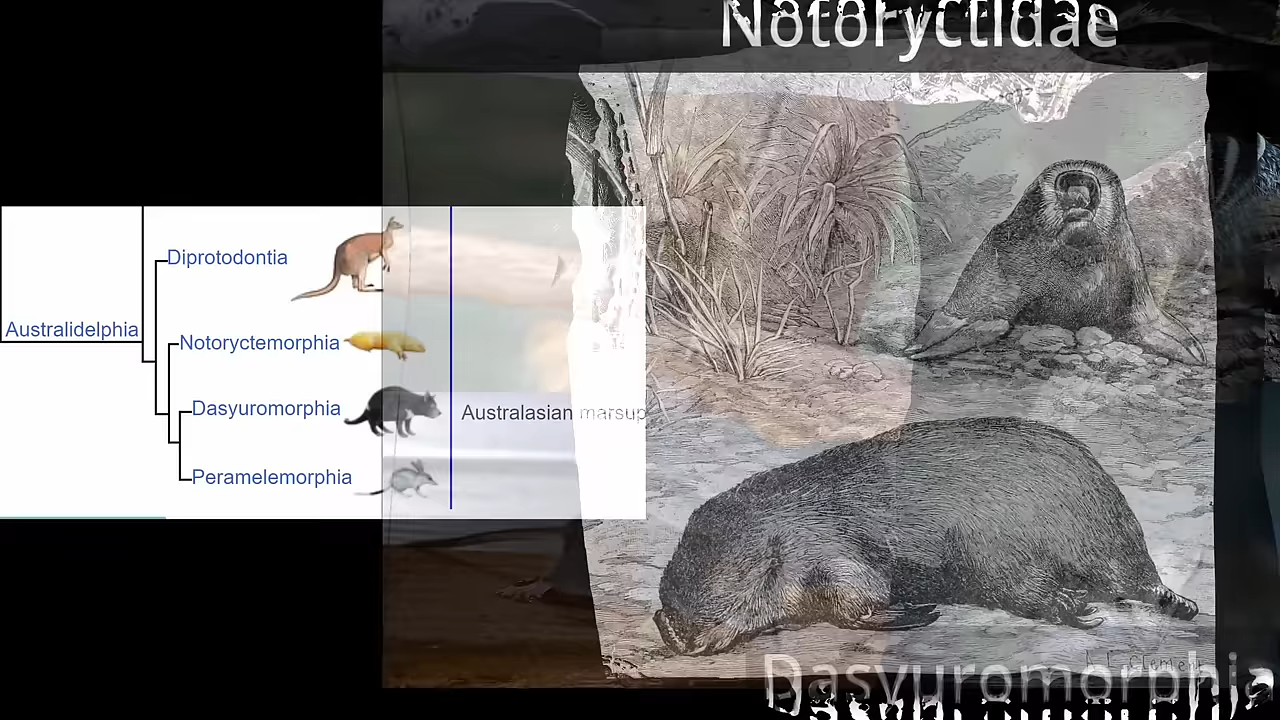 Notoryctidae
Diprotodontia
Australidelphia
Notoryctemorphia
Dasyuromorphia
Australasian marsup
Peramelemorphia
Dasyuromorphia